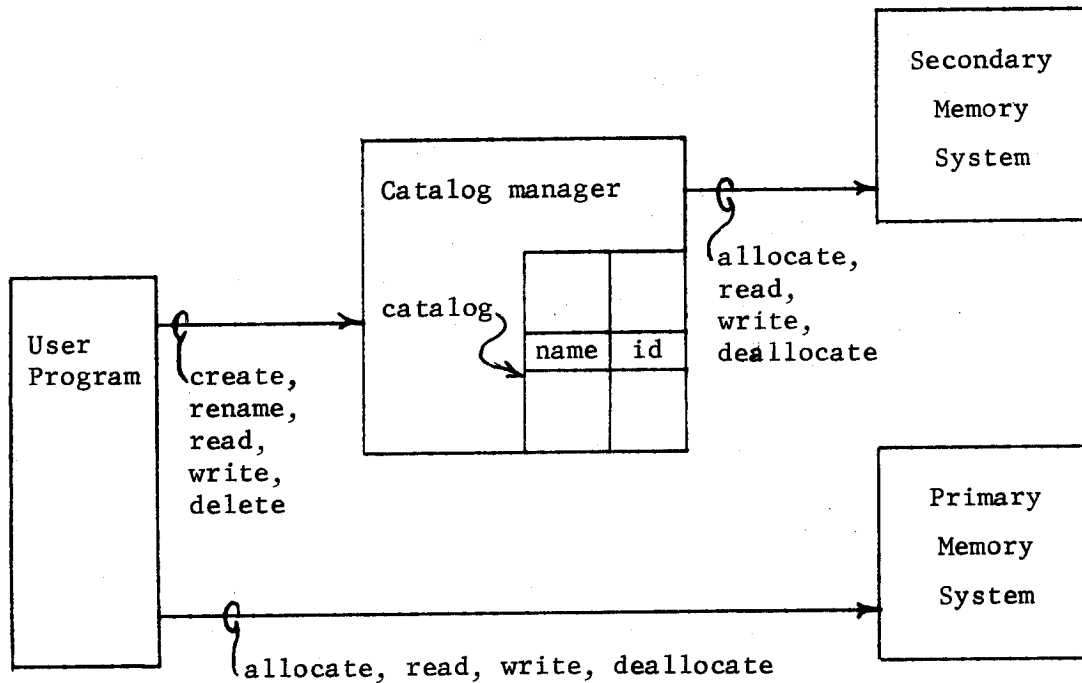 Secondary
Memory
System
Catalog manager
allocate,
read,
write,
deallocate
catalog
name id
User
Program
create,
rename,
read,
write,
delete
Primary
Memory
System
allocate, read, write, deallocate